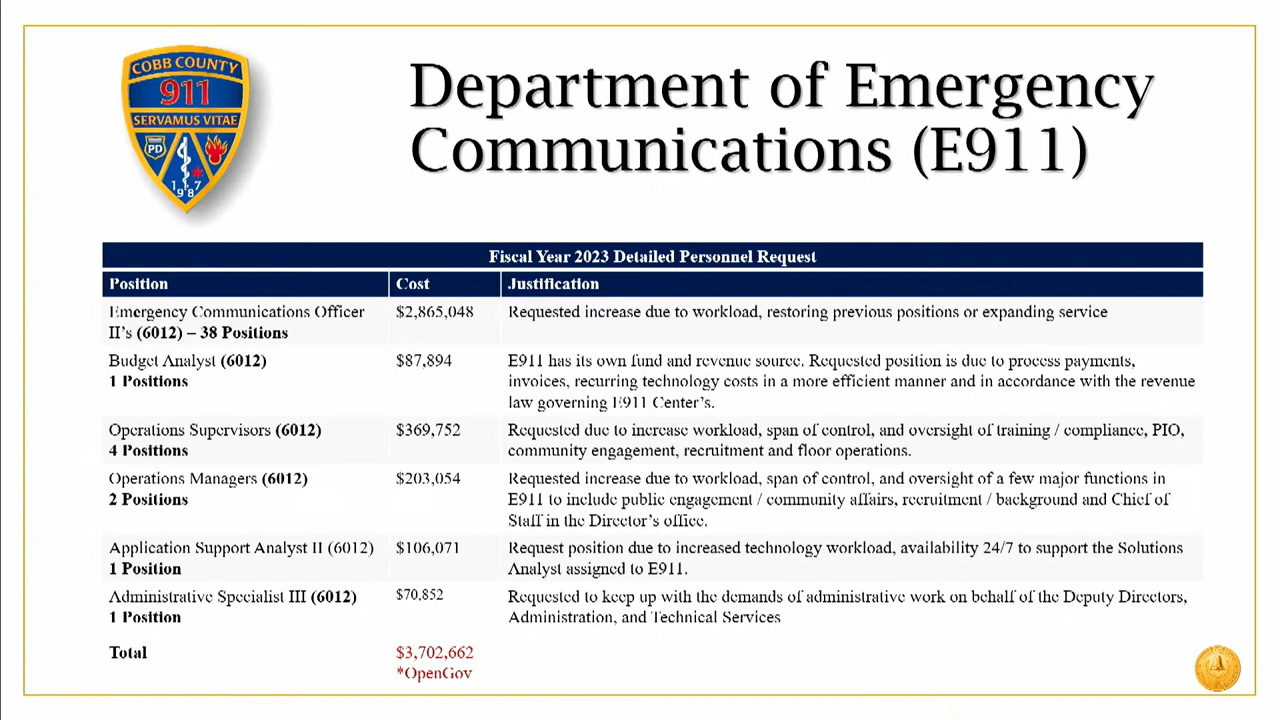 COBB COUNTY
911
SERVAMUS VITAE
PD
1987
Department of Emergency
Communications (E911)
Fiscal Year 2023 Detailed Personnel Request
Position Cost Justification
Emergency Communications Officer $2,865,048 Requested increase due to workload, restoring previous positions or expanding service
II's (6012) – 38 Positions
Budget Analyst (6012) $87,894 E911 has its own fund and revenue source. Requested position is due to process payments,
1 Positions invoices, recurring technology costs in a more efficient manner and in accordance with the revenue
law governing E911 Center's.
Operations Supervisors (6012) $369,752 Requested due to increase workload, span of control, and oversight of training / compliance, PIO,
4 Positions community engagement, recruitment and floor operations.
Operations Managers (6012) $203,054 Requested increase due to workload, span of control, and oversight of a few major functions in
2 Positions E911 to include public engagement / community affairs, recruitment / background and Chief of
Staff in the Director's office.
Application Support Analyst II (6012) $106,071 Request position due to increased technology workload, availability 24/7 to support the Solutions
1 Position Analyst assigned to E911.
Administrative Specialist III (6012) $70,852 Requested to keep up with the demands of administrative work on behalf of the Deputy Directors,
1 Position Administration, and Technical Services
Total $3,702,662
*OpenGov